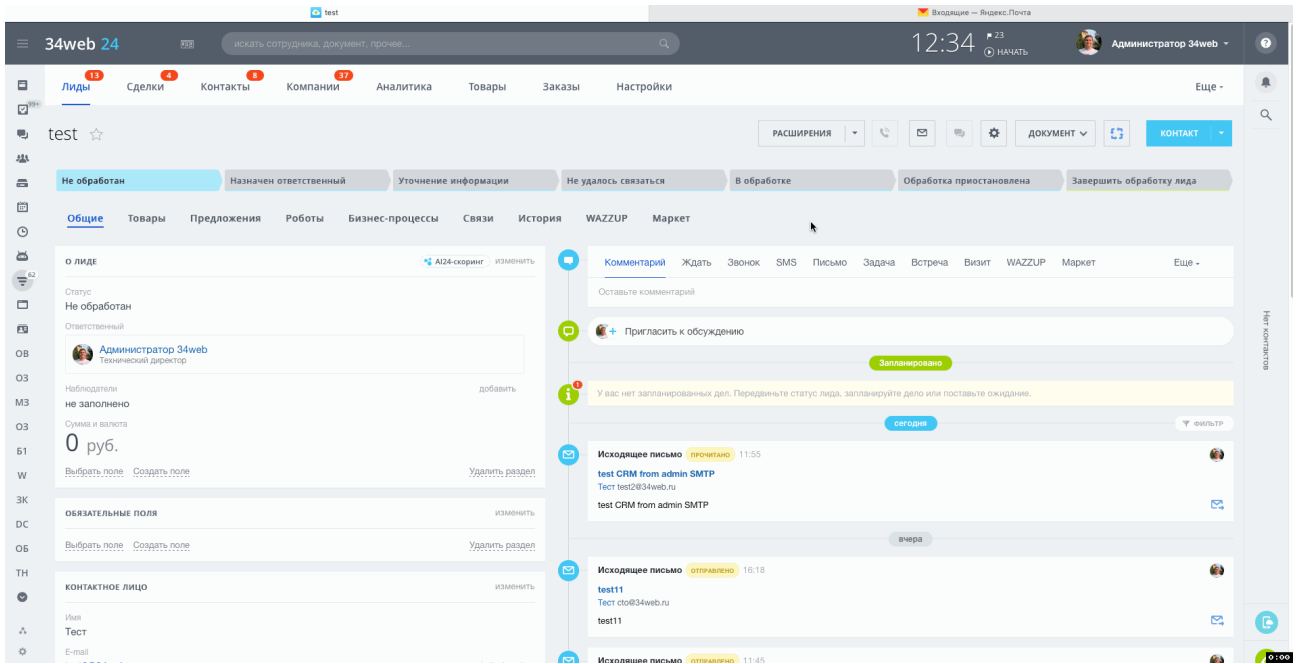 test
Входящие — Яндекс.Почта
34web 24
искать сотрудника, документ, прочее...
12:34
23
НАЧАТЬ
Администратор 34web
?
Лиды 13
Сделки 4
Контакты 8
Компании 37
Аналитика
Товары
Заказы
Настройки
Еще
99+
test
РАСШИРЕНИЯ
ДОКУМЕНТ
КОНТАКТ
Не обработан
Назначен ответственный
Уточнение информации
Не удалось связаться
В обработке
Обработка приостановлена
Завершить обработку лида
Общие
Товары
Предложения
Роботы
Бизнес-процессы
Связи
История
WAZZUP
Маркет
62
ОВ
ОЗ
МЗ
ОЗ
Б1
W
ЗК
DC
ОБ
ТН
О ЛИДЕ
AI24-скоринг
изменить
Статус
Не обработан
Ответственный
Администратор 34web
Технический директор
Наблюдатели
добавить
не заполнено
Сумма и валюта
0 руб.
Выбрать поле Создать поле Удалить раздел
ОБЯЗАТЕЛЬНЫЕ ПОЛЯ
изменить
Выбрать поле Создать поле Удалить раздел
КОНТАКТНОЕ ЛИЦО
изменить
Имя
Тест
E-mail
Комментарий
Ждать
Звонок
SMS
Письмо
Задача
Встреча
Визит
WAZZUP
Маркет
Еще
Оставьте комментарий
Пригласить к обсуждению
Запланировано
1
У вас нет запланированных дел. Передвиньте статус лида, запланируйте дело или поставьте ожидание.
сегодня
ФИЛЬТР
Исходящее письмо ПРОЧИТАНО 11:55
test CRM from admin SMTP
Тест test2@34web.ru
test CRM from admin SMTP
вчера
Исходящее письмо ОТПРАВЛЕНО 16:18
test11
Тест cto@34web.ru
test11
Исходящее письмо ОТПРАВЛЕНО 11:45
Нет контактов
0:00